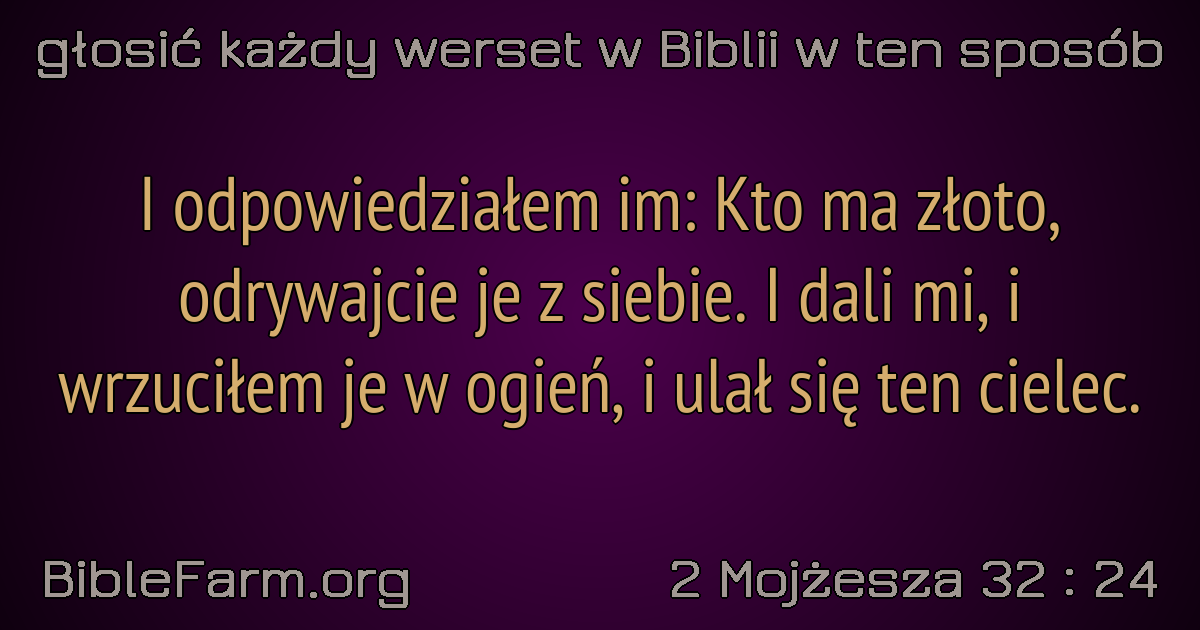 głosić każdy werset w Biblii w ten sposób
I odpowiedziałem im: Kto ma złoto,
odrywajcie je z siebie. I dali mi, i
wrzuciłem je w ogień, i ulał się ten cielec.
BibleFarm.org
2 Mojżesza 32 : 24